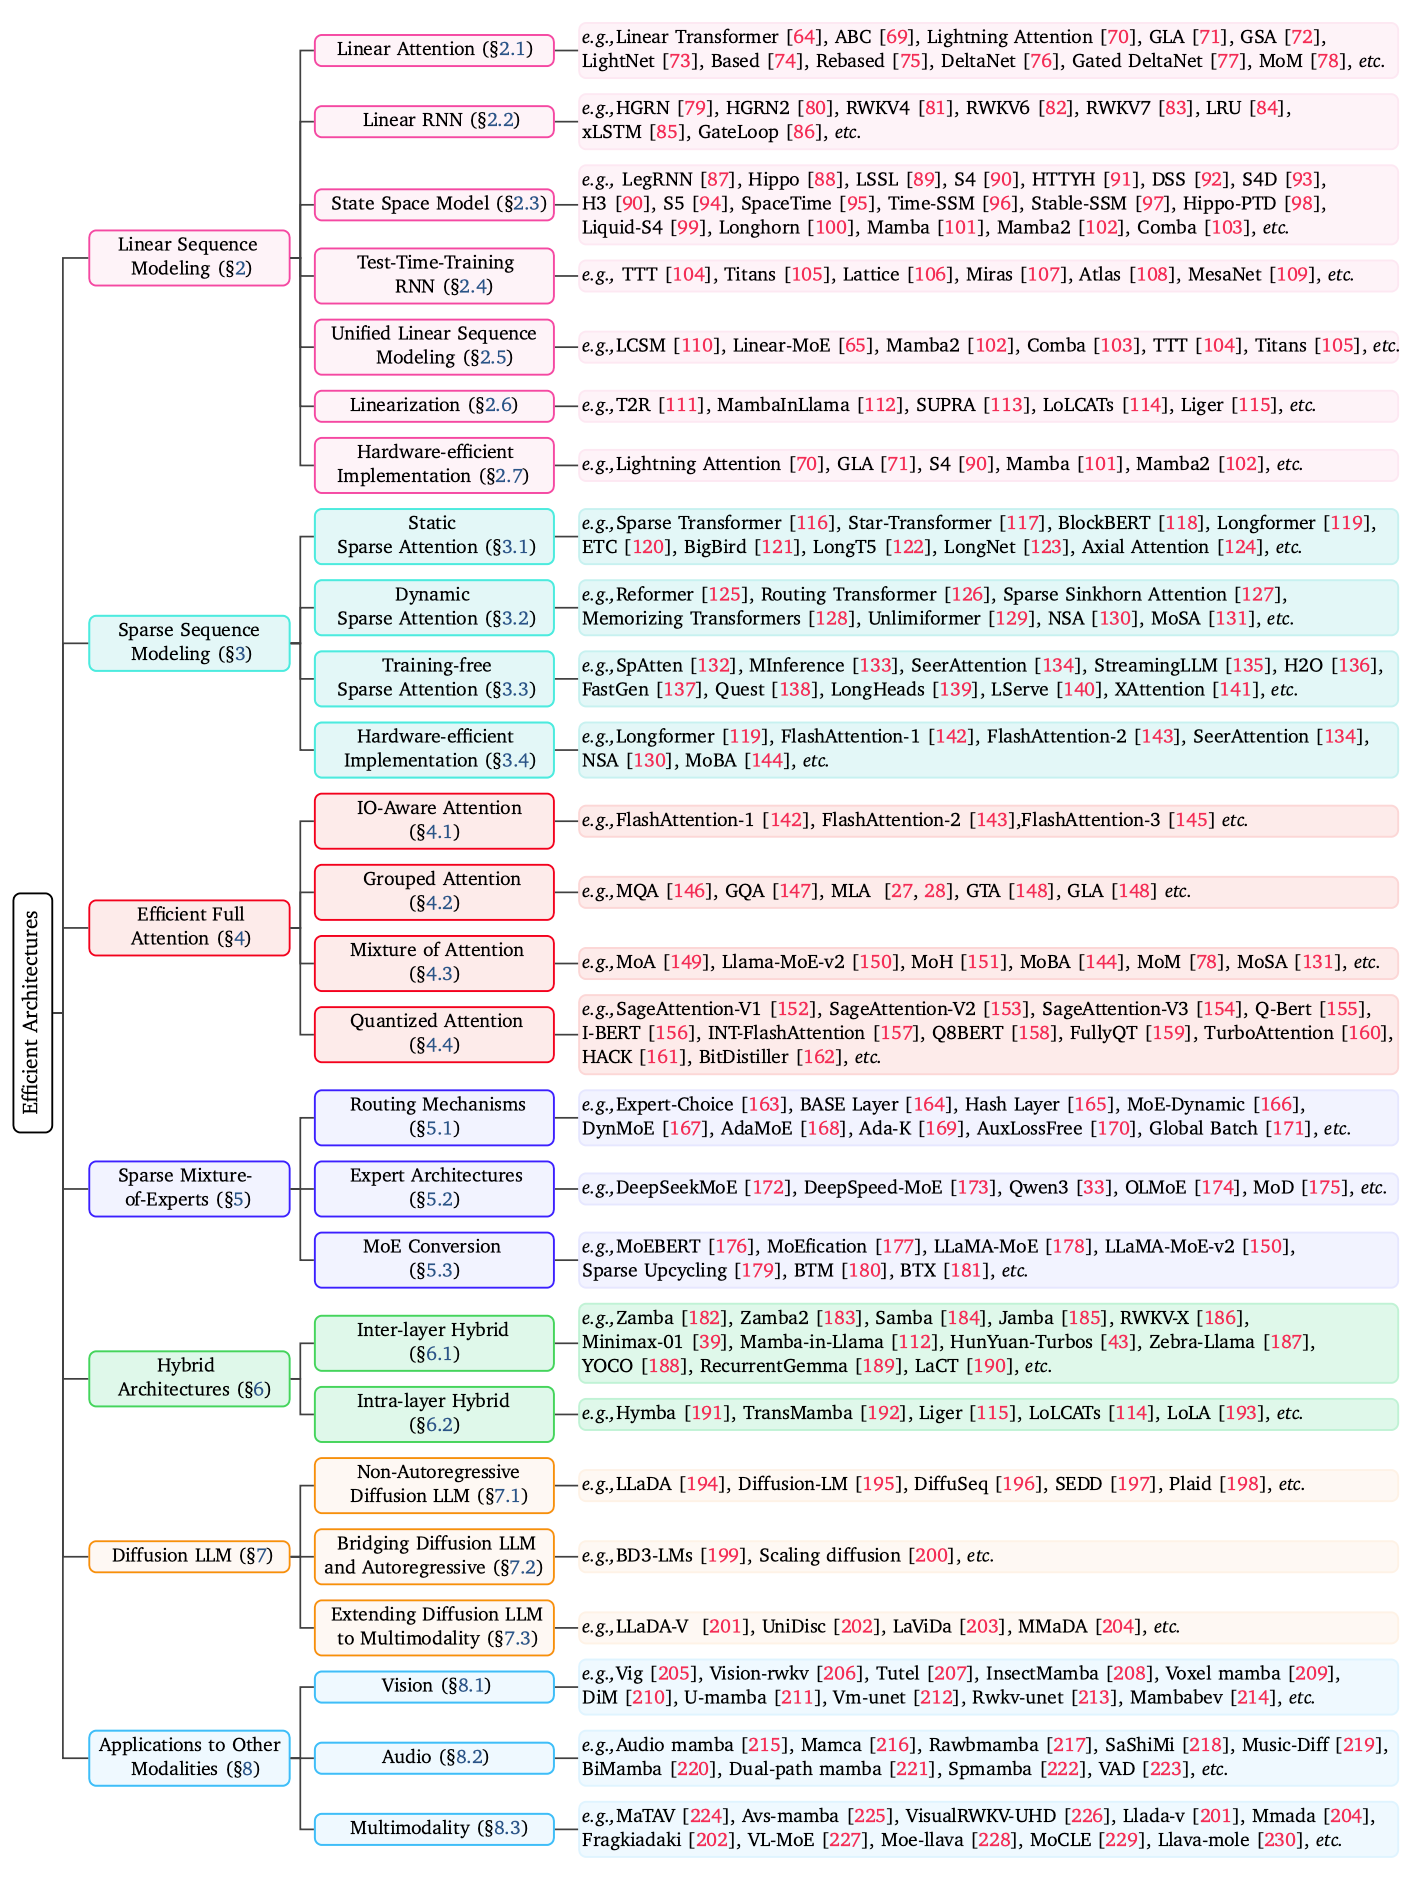 Efficient Architectures
Linear Sequence
Modeling (§2)
Linear Attention (§2.1)
e.g.,Linear Transformer [64], ABC [69], Lightning Attention [70], GLA [71], GSA [72],
LightNet [73], Based [74], Rebased [75], DeltaNet [76], Gated DeltaNet [77], MoM [78], etc.
Linear RNN (§2.2)
e.g.,HGRN [79], HGRN2 [80], RWKV4 [81], RWKV6 [82], RWKV7 [83], LRU [84],
xLSTM [85], GateLoop [86], etc.
State Space Model (§2.3)
e.g., LegRNN [87], Hippo [88], LSSL [89], S4 [90], HTTYH [91], DSS [92], S4D [93],
H3 [90], S5 [94], SpaceTime [95], Time-SSM [96], Stable-SSM [97], Hippo-PTD [98],
Liquid-S4 [99], Longhorn [100], Mamba [101], Mamba2 [102], Comba [103], etc.
Test-Time-Training
RNN (§2.4)
e.g., TTT [104], Titans [105], Lattice [106], Miras [107], Atlas [108], MesaNet [109], etc.
Unified Linear Sequence
Modeling (§2.5)
e.g.,LCSM [110], Linear-MoE [65], Mamba2 [102], Comba [103], TTT [104], Titans [105], etc.
Linearization (§2.6)
e.g.,T2R [111], MambaInLlama [112], SUPRA [113], LoLCATs [114], Liger [115], etc.
Hardware-efficient
Implementation (§2.7)
e.g.,Lightning Attention [70], GLA [71], S4 [90], Mamba [101], Mamba2 [102], etc.
Sparse Sequence
Modeling (§3)
Static
Sparse Attention (§3.1)
e.g.,Sparse Transformer [116], Star-Transformer [117], BlockBERT [118], Longformer [119],
ETC [120], BigBird [121], LongT5 [122], LongNet [123], Axial Attention [124], etc.
Dynamic
Sparse Attention (§3.2)
e.g.,Reformer [125], Routing Transformer [126], Sparse Sinkhorn Attention [127],
Memorizing Transformers [128], Unlimiformer [129], NSA [130], MoSA [131], etc.
Training-free
Sparse Attention (§3.3)
e.g.,SpAtten [132], MInference [133], SeerAttention [134], StreamingLLM [135], H2O [136],
FastGen [137], Quest [138], LongHeads [139], LServe [140], XAttention [141], etc.
Hardware-efficient
Implementation (§3.4)
e.g.,Longformer [119], FlashAttention-1 [142], FlashAttention-2 [143], SeerAttention [134],
NSA [130], MoBA [144], etc.
Efficient Full
Attention (§4)
IO-Aware Attention
(§4.1)
e.g.,FlashAttention-1 [142], FlashAttention-2 [143],FlashAttention-3 [145] etc.
Grouped Attention
(§4.2)
e.g.,MQA [146], GQA [147], MLA [27, 28], GTA [148], GLA [148] etc.
Mixture of Attention
(§4.3)
e.g.,MoA [149], Llama-MoE-v2 [150], MoH [151], MoBA [144], MoM [78], MoSA [131], etc.
Quantized Attention
(§4.4)
e.g.,SageAttention-V1 [152], SageAttention-V2 [153], SageAttention-V3 [154], Q-Bert [155],
I-BERT [156], INT-FlashAttention [157], Q8BERT [158], FullyQT [159], TurboAttention [160],
HACK [161], BitDistiller [162], etc.
Sparse Mixture-
of-Experts (§5)
Routing Mechanisms
(§5.1)
e.g.,Expert-Choice [163], BASE Layer [164], Hash Layer [165], MoE-Dynamic [166],
DynMoE [167], AdaMoE [168], Ada-K [169], AuxLossFree [170], Global Batch [171], etc.
Expert Architectures
(§5.2)
e.g.,DeepSeekMoE [172], DeepSpeed-MoE [173], Qwen3 [33], OLMoE [174], MoD [175], etc.
MoE Conversion
(§5.3)
e.g.,MoEBERT [176], MoEfication [177], LLaMA-MoE [178], LLaMA-MoE-v2 [150],
Sparse Upcycling [179], BTM [180], BTX [181], etc.
Hybrid
Architectures (§6)
Inter-layer Hybrid
(§6.1)
e.g.,Zamba [182], Zamba2 [183], Samba [184], Jamba [185], RWKV-X [186],
Minimax-01 [39], Mamba-in-Llama [112], HunYuan-Turbos [43], Zebra-Llama [187],
YOCO [188], RecurrentGemma [189], LaCT [190], etc.
Intra-layer Hybrid
(§6.2)
e.g.,Hymba [191], TransMamba [192], Liger [115], LoLCATs [114], LoLA [193], etc.
Diffusion LLM (§7)
Non-Autoregressive
Diffusion LLM (§7.1)
e.g.,LLaDA [194], Diffusion-LM [195], DiffuSeq [196], SEDD [197], Plaid [198], etc.
Bridging Diffusion LLM
and Autoregressive (§7.2)
e.g.,BD3-LMs [199], Scaling diffusion [200], etc.
Extending Diffusion LLM
to Multimodality (§7.3)
e.g.,LLaDA-V [201], UniDisc [202], LaViDa [203], MMaDA [204], etc.
Applications to Other
Modalities (§8)
Vision (§8.1)
e.g.,Vig [205], Vision-rwkv [206], Tutel [207], InsectMamba [208], Voxel mamba [209],
DiM [210], U-mamba [211], Vm-unet [212], Rwkv-unet [213], Mambabev [214], etc.
Audio (§8.2)
e.g.,Audio mamba [215], Mamca [216], Rawbmamba [217], SaShiMi [218], Music-Diff [219],
BiMamba [220], Dual-path mamba [221], Spmamba [222], VAD [223], etc.
Multimodality (§8.3)
e.g.,MaTAV [224], Avs-mamba [225], VisualRWKV-UHD [226], Llada-v [201], Mmada [204],
Fragkiadaki [202], VL-MoE [227], Moe-llava [228], MoCLE [229], Llava-mole [230], etc.